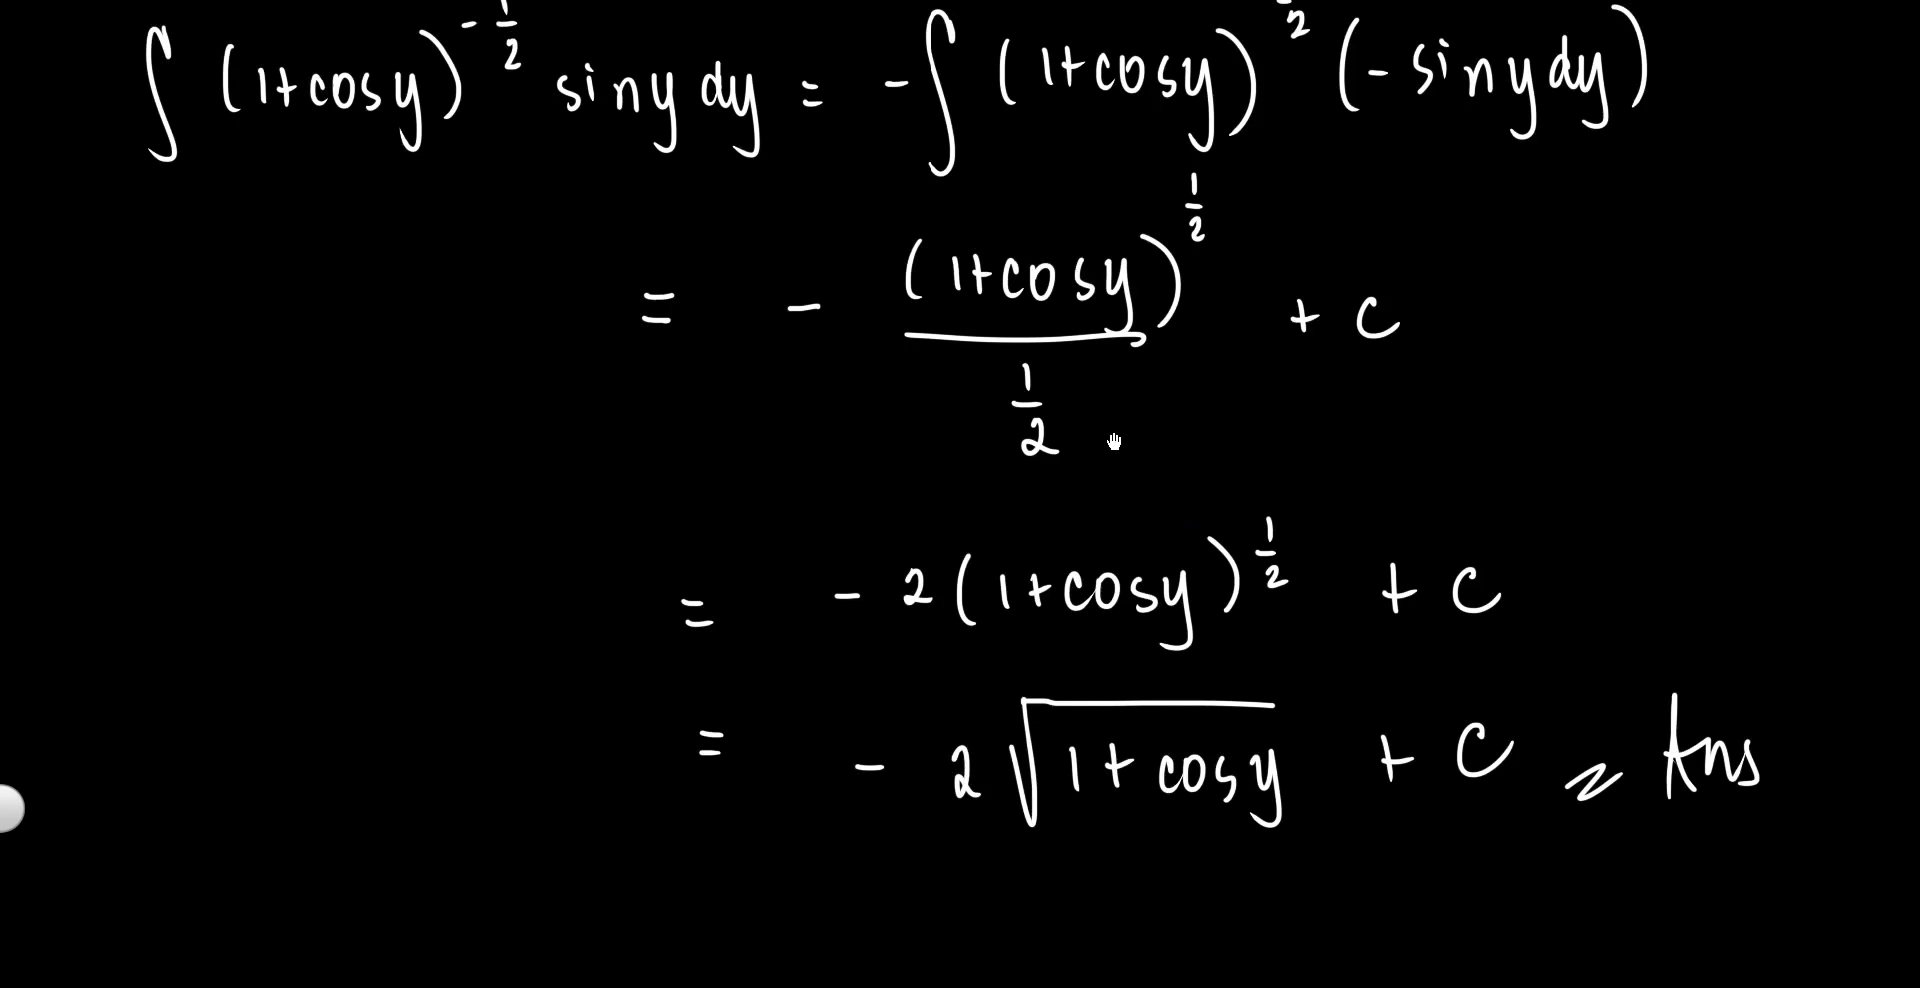 ∫ (1+cosy)^{-1/2} siny dy = -∫ (1+cosy)^{1/2} (-siny dy)
= - (1+cosy)^{1/2} / (1/2) + c
= -2(1+cosy)^{1/2} + c
= -2√(1+cosy) + c // Ans